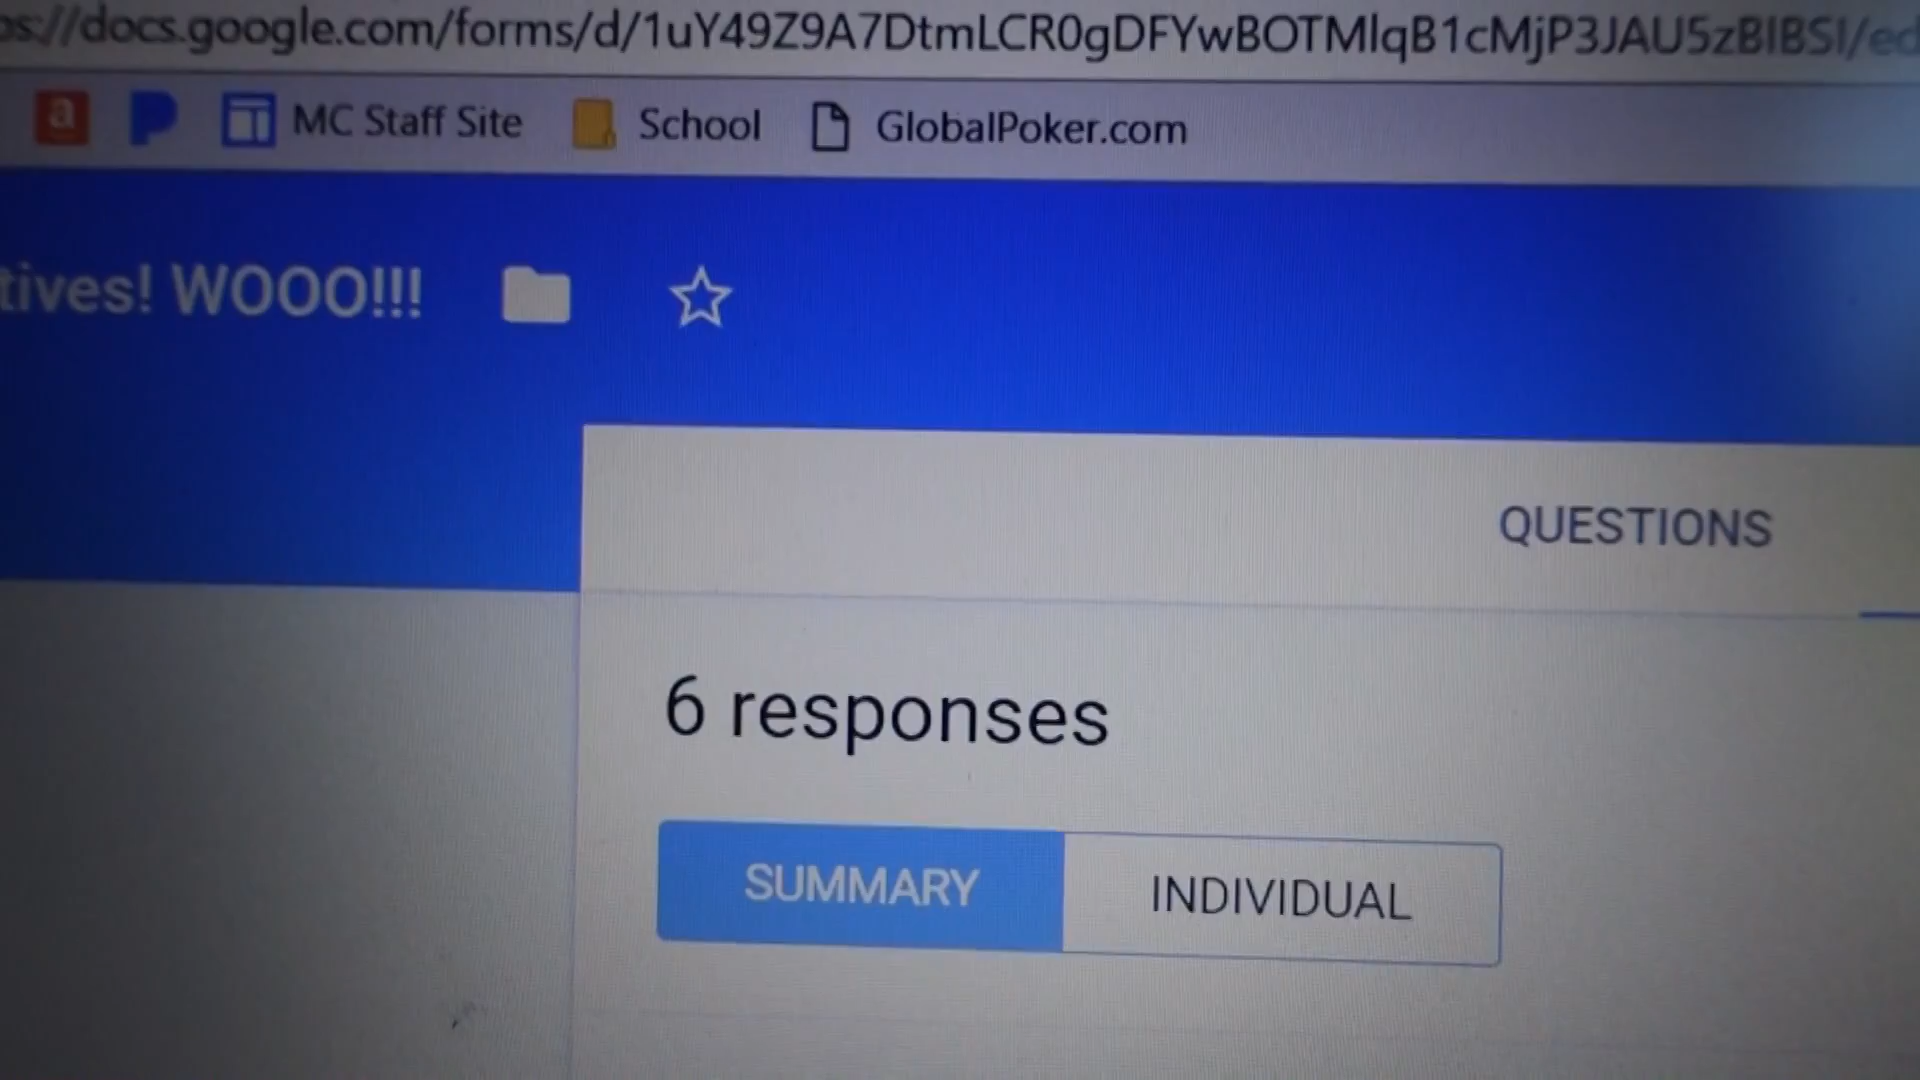 os://docs.google.com/forms/d/1uY49Z9A7DtmLCR0gDFYwBOTMlqB1cMjP3JAU5zBIBSI/ed
a MC Staff Site School GlobalPoker.com
tives! WOOO!!!
QUESTIONS
6 responses
SUMMARY INDIVIDUAL